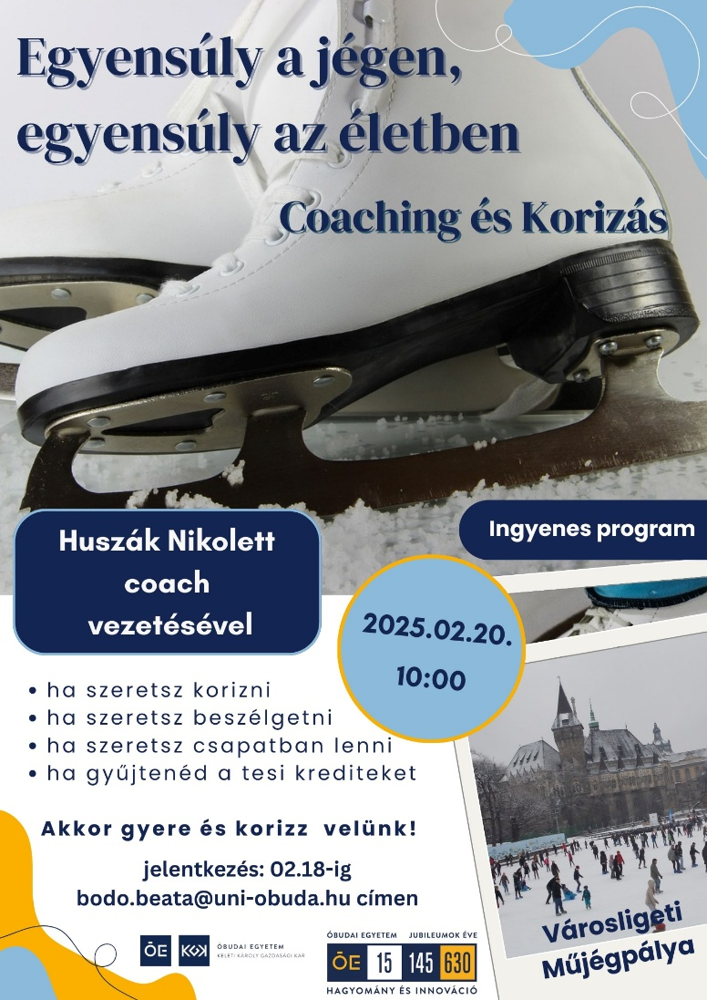 Egyensúly a jégen,
egyensúly az életben
Coaching és Korizás
Ingyenes program
Huszák Nikolett
coach
vezetésével
2025.02.20.
10:00
• ha szeretsz korizni
• ha szeretsz beszélgetni
• ha szeretsz csapatban lenni
• ha gyűjtenéd a tesi krediteket
Akkor gyere és korizz velünk!
jelentkezés: 02.18-ig
bodo.beata@uni-obuda.hu címen
Városligeti
Műjégpálya
ŌE KGK
ÓBUDAI EGYETEM
KELETI KÁROLY GAZDASÁGI KAR
ÓBUDAI EGYETEM JUBILEUMOK ÉVE
ŌE 15 145 630
HAGYOMÁNY ÉS INNOVÁCIÓ